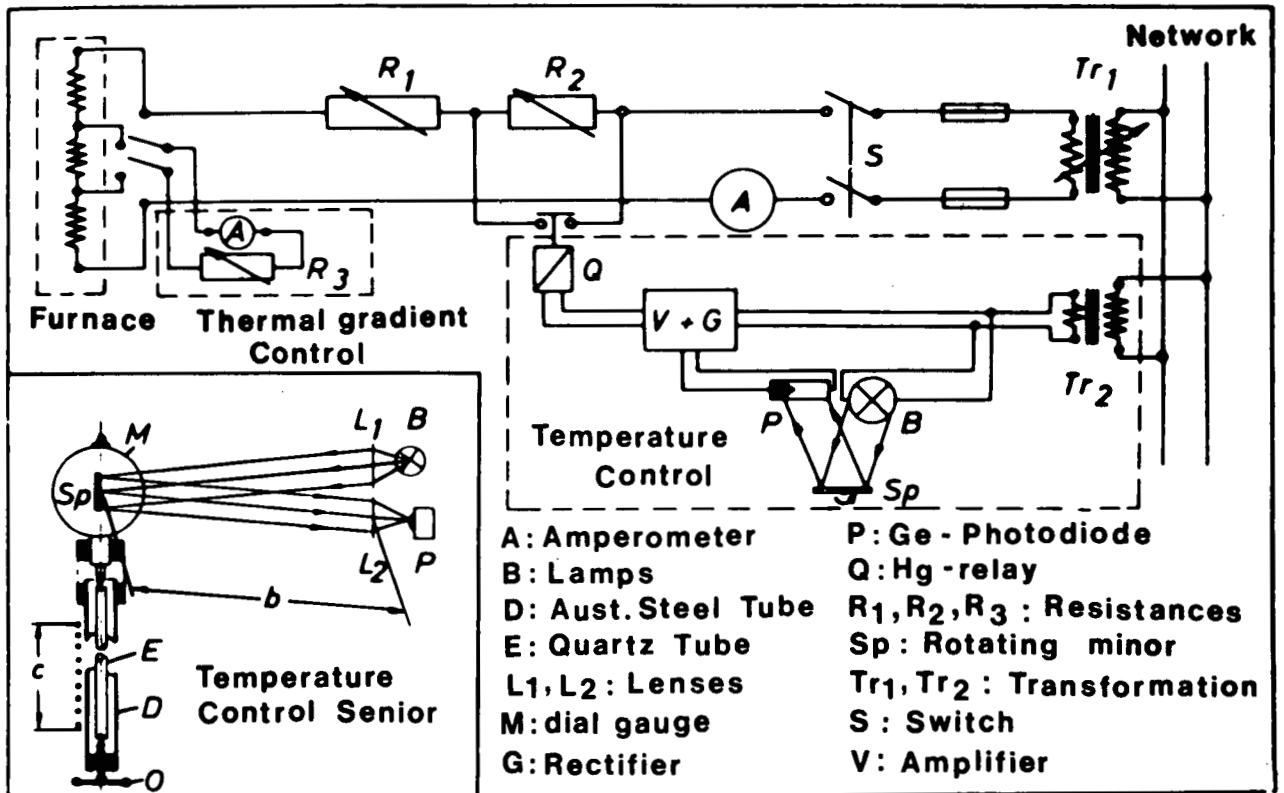 Network
R1
R2
Tr1
S
A
A
R3
Q
Furnace
Thermal gradient
Control
V + G
Tr2
P
B
Sp
Temperature
Control
M
L1
B
Sp
L2
P
b
c
E
D
O
Temperature
Control Senior
A: Amperometer
B: Lamps
D: Aust. Steel Tube
E: Quartz Tube
L1, L2 : Lenses
M: dial gauge
G: Rectifier
P: Ge - Photodiode
Q: Hg - relay
R1, R2, R3 : Resistances
Sp: Rotating minor
Tr1, Tr2 : Transformation
S : Switch
V: Amplifier